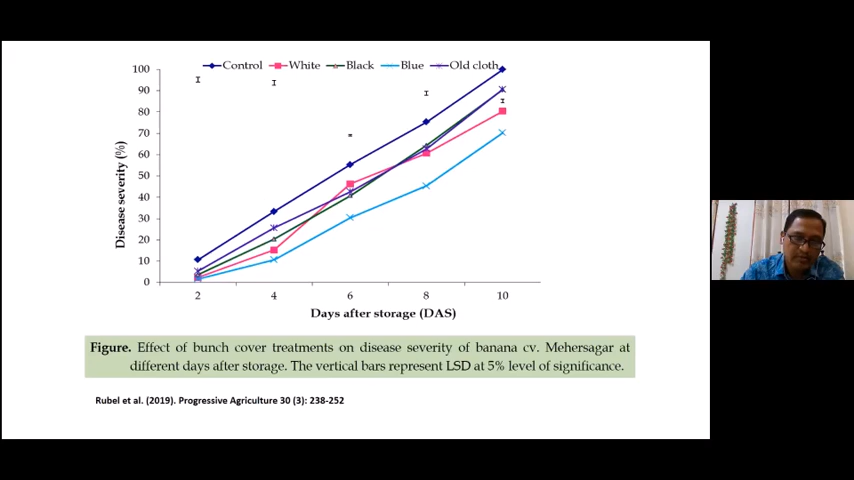 Control White Black Blue Old cloth
100
90
80
70
60
50
40
30
20
10
0
Disease severity (%)
2 4 6 8 10
Days after storage (DAS)
Figure. Effect of bunch cover treatments on disease severity of banana cv. Mehersagar at
different days after storage. The vertical bars represent LSD at 5% level of significance.
Rubel et al. (2019). Progressive Agriculture 30 (3): 238-252